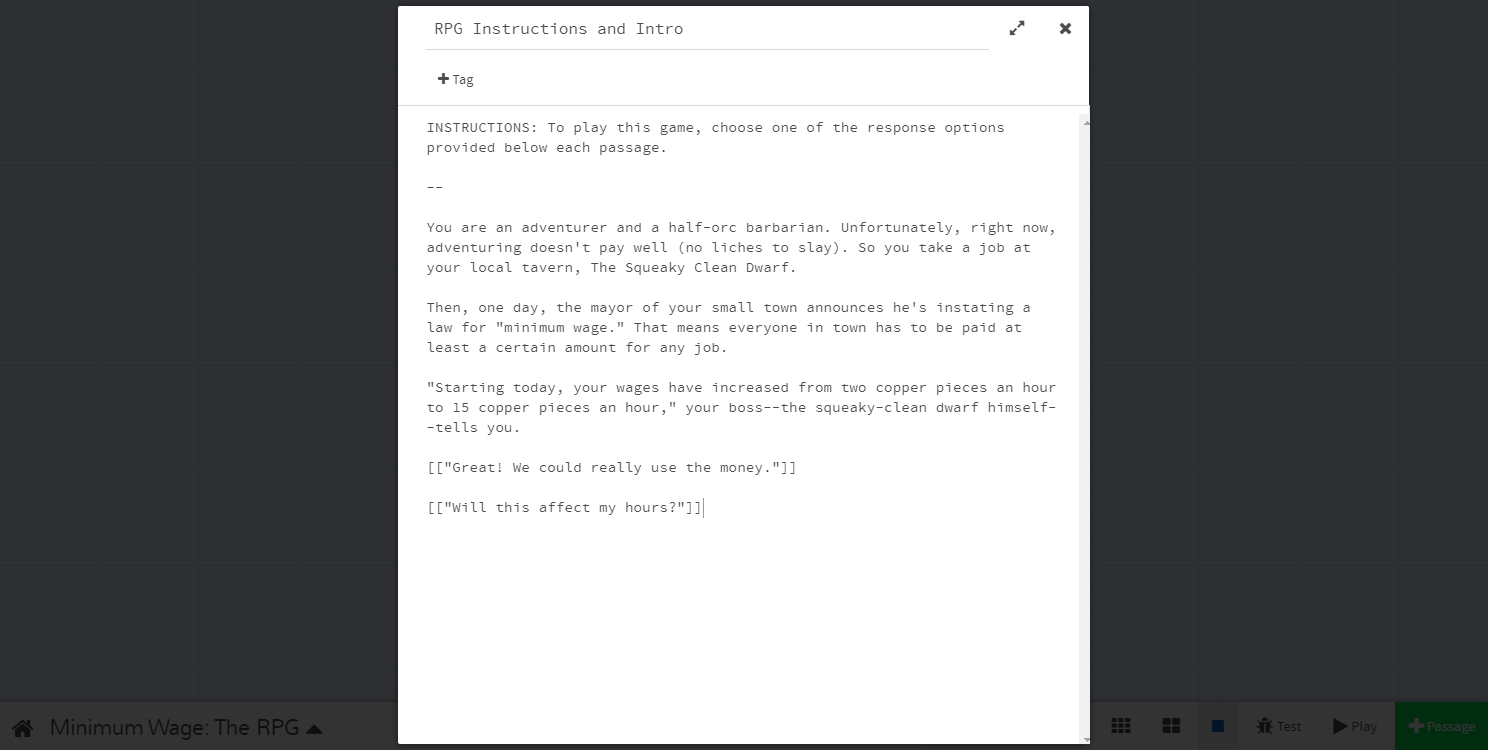 RPG Instructions and Intro
Tag
INSTRUCTIONS: To play this game, choose one of the response options
provided below each passage.
--
You are an adventurer and a half-orc barbarian. Unfortunately, right now,
adventuring doesn't pay well (no liches to slay). So you take a job at
your local tavern, The Squeaky Clean Dwarf.
Then, one day, the mayor of your small town announces he's instating a
law for "minimum wage." That means everyone in town has to be paid at
least a certain amount for any job.
"Starting today, your wages have increased from two copper pieces an hour
to 15 copper pieces an hour," your boss--the squeaky-clean dwarf himself-
-tells you.
[["Great! We could really use the money."]]
[["Will this affect my hours?"]]
Minimum Wage: The RPG
Test
Play
Passage